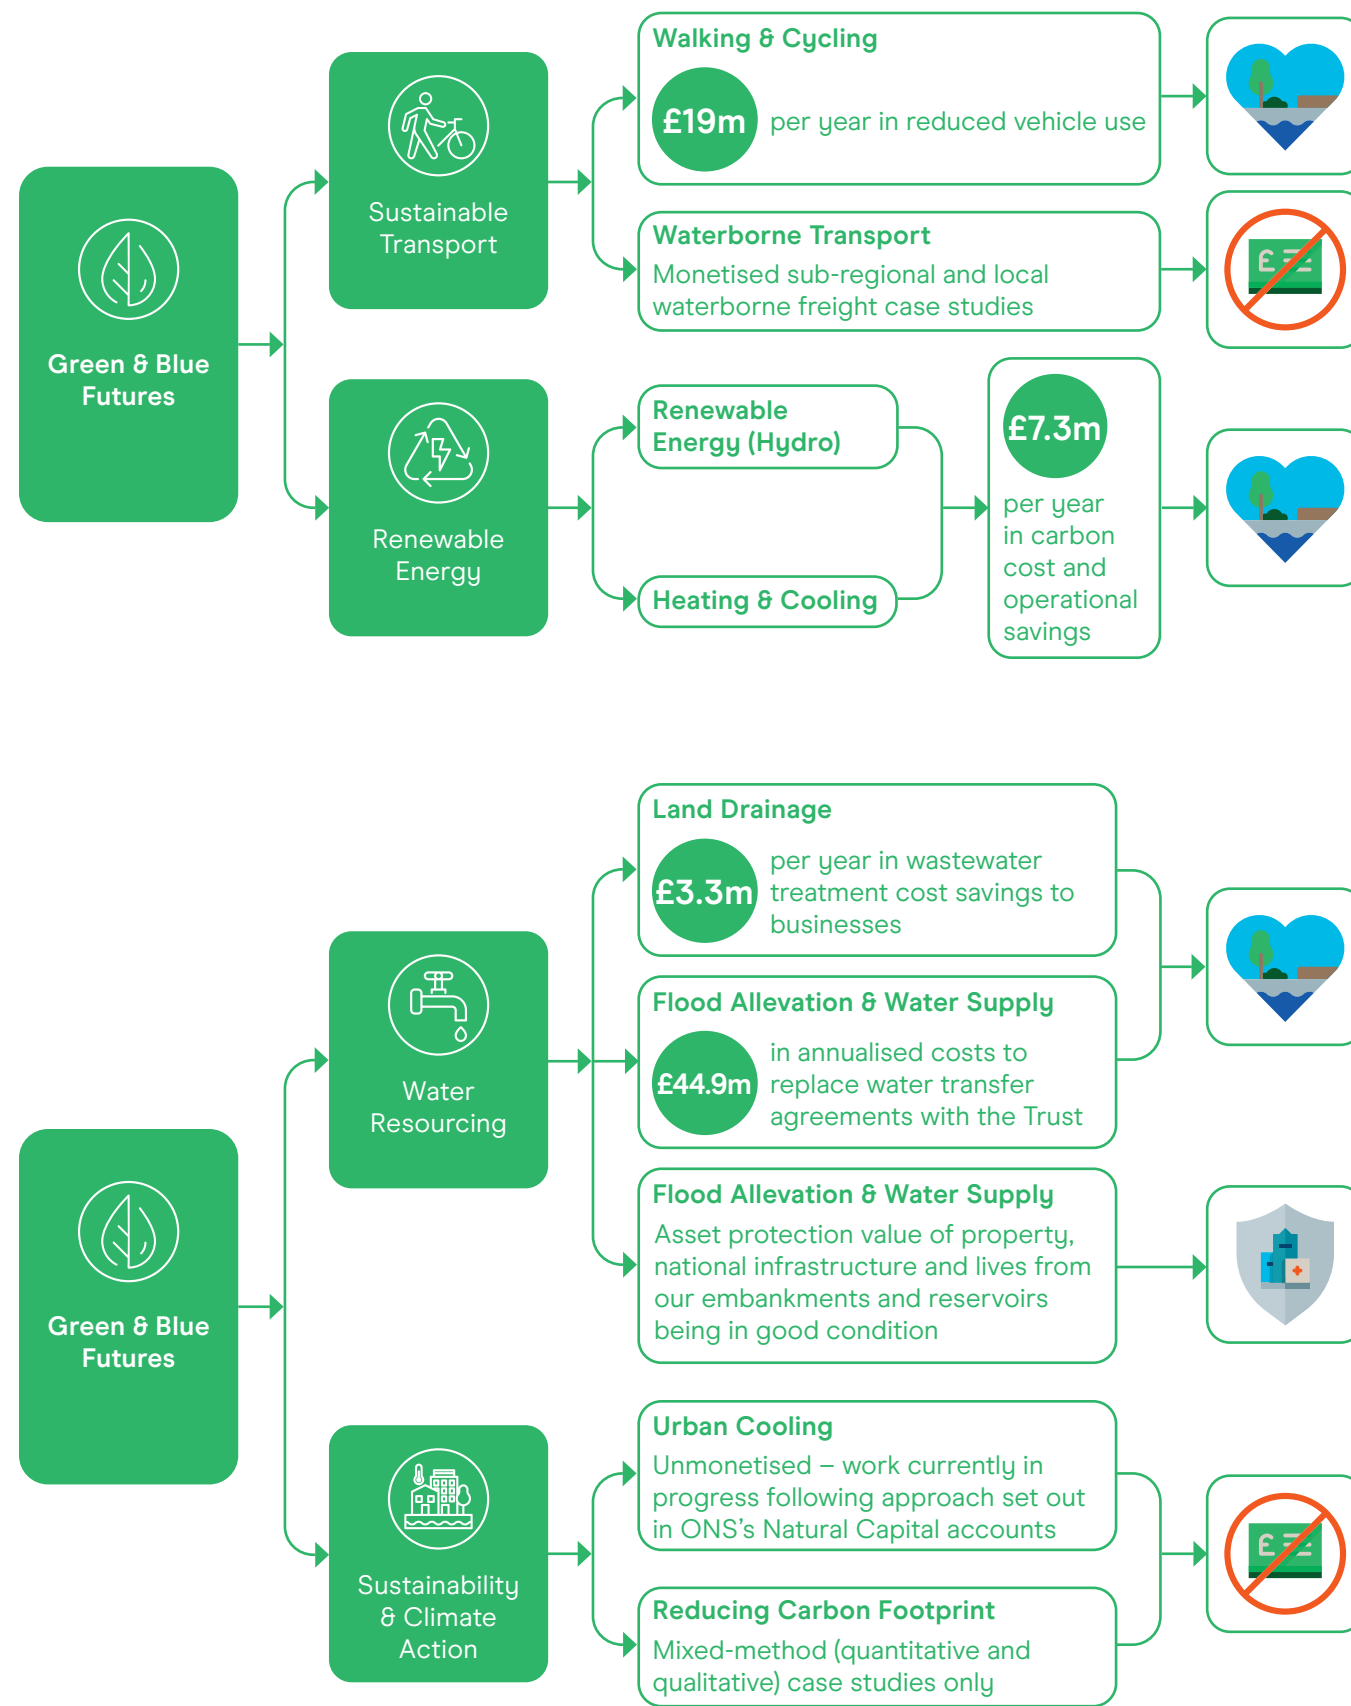 Green & Blue
Futures
Sustainable
Transport
Walking & Cycling
£19m
per year in reduced vehicle use
Waterborne Transport
Monetised sub-regional and local
waterborne freight case studies
£
Renewable
Energy
Renewable
Energy (Hydro)
Heating & Cooling
£7.3m
per year
in carbon
cost and
operational
savings
Green & Blue
Futures
Water
Resourcing
Land Drainage
£3.3m
per year in wastewater
treatment cost savings to
businesses
Flood Allevation & Water Supply
£44.9m
in annualised costs to
replace water transfer
agreements with the Trust
Flood Allevation & Water Supply
Asset protection value of property,
national infrastructure and lives from
our embankments and reservoirs
being in good condition
Sustainability
& Climate
Action
Urban Cooling
Unmonetised – work currently in
progress following approach set out
in ONS’s Natural Capital accounts
Reducing Carbon Footprint
Mixed-method (quantitative and
qualitative) case studies only
£